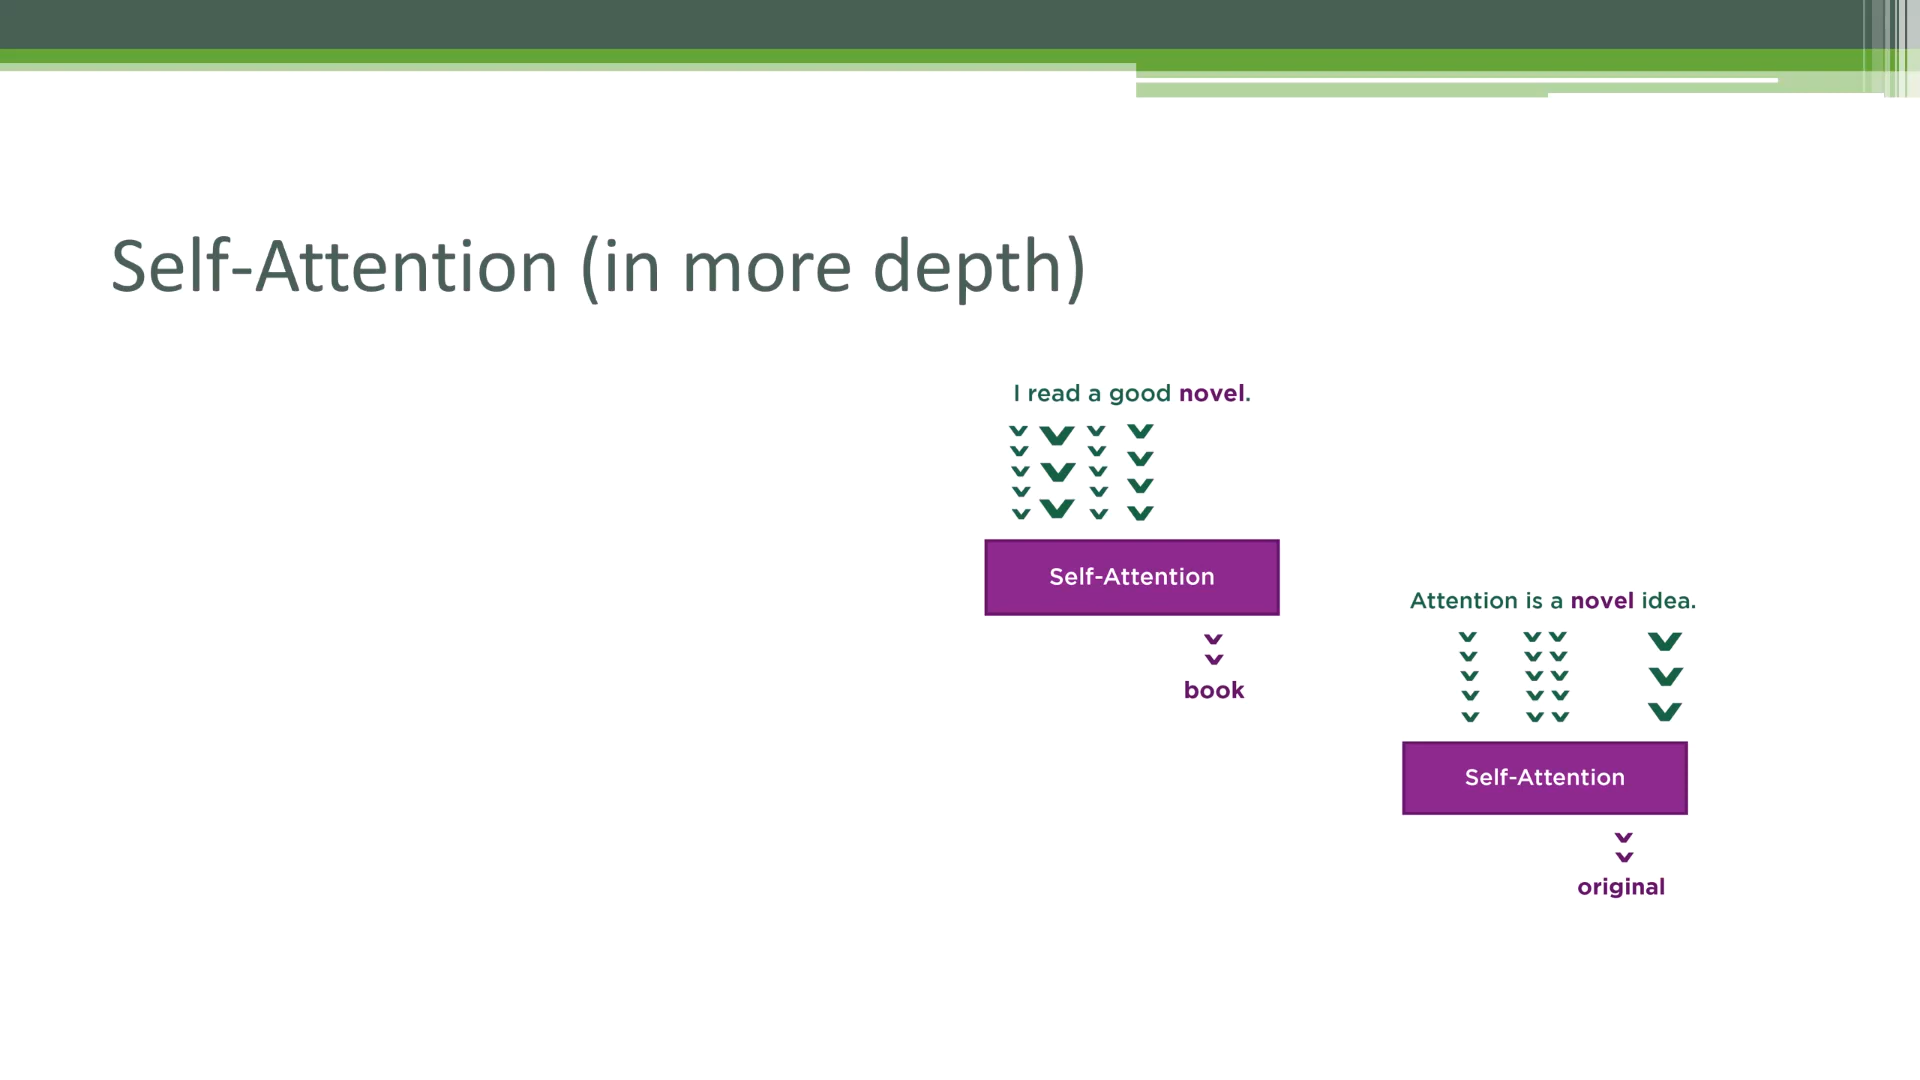 Self-Attention (in more depth)
I read a good novel.
Self-Attention
book
Attention is a novel idea.
Self-Attention
original